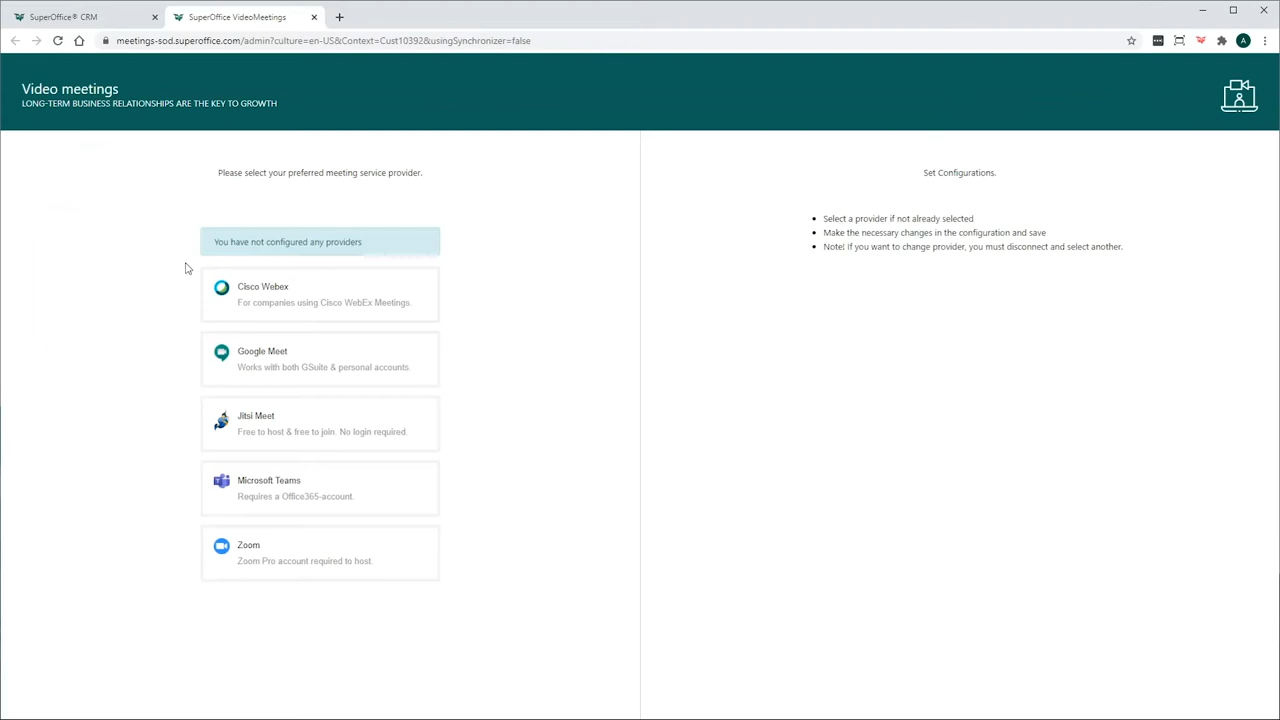 SuperOffice® CRM
SuperOffice VideoMeetings
meetings-sod.superoffice.com/admin?culture=en-US&Context=Cust10392&usingSynchronizer=false
A
Video meetings
LONG-TERM BUSINESS RELATIONSHIPS ARE THE KEY TO GROWTH
Please select your preferred meeting service provider.
You have not configured any providers
Cisco Webex
For companies using Cisco WebEx Meetings.
Google Meet
Works with both GSuite & personal accounts.
Jitsi Meet
Free to host & free to join. No login required.
Microsoft Teams
Requires a Office365-account.
Zoom
Zoom Pro account required to host.
Set Configurations.
• Select a provider if not already selected
• Make the necessary changes in the configuration and save
• Note! If you want to change provider, you must disconnect and select another.